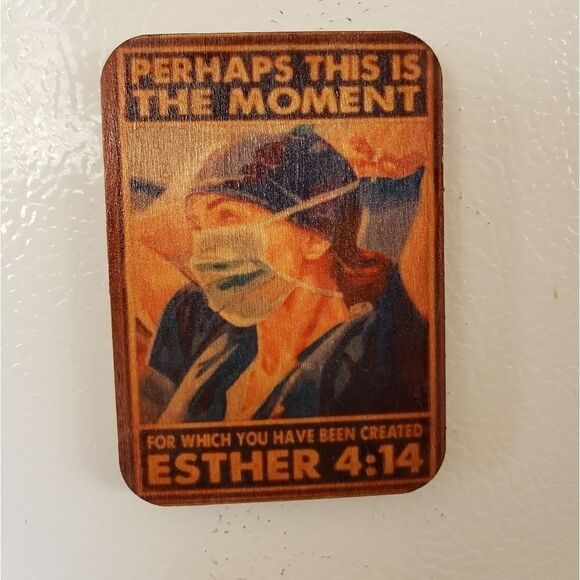 PERHAPS THIS IS
THE MOMENT
FOR WHICH YOU HAVE BEEN CREATED
ESTHER 4:14